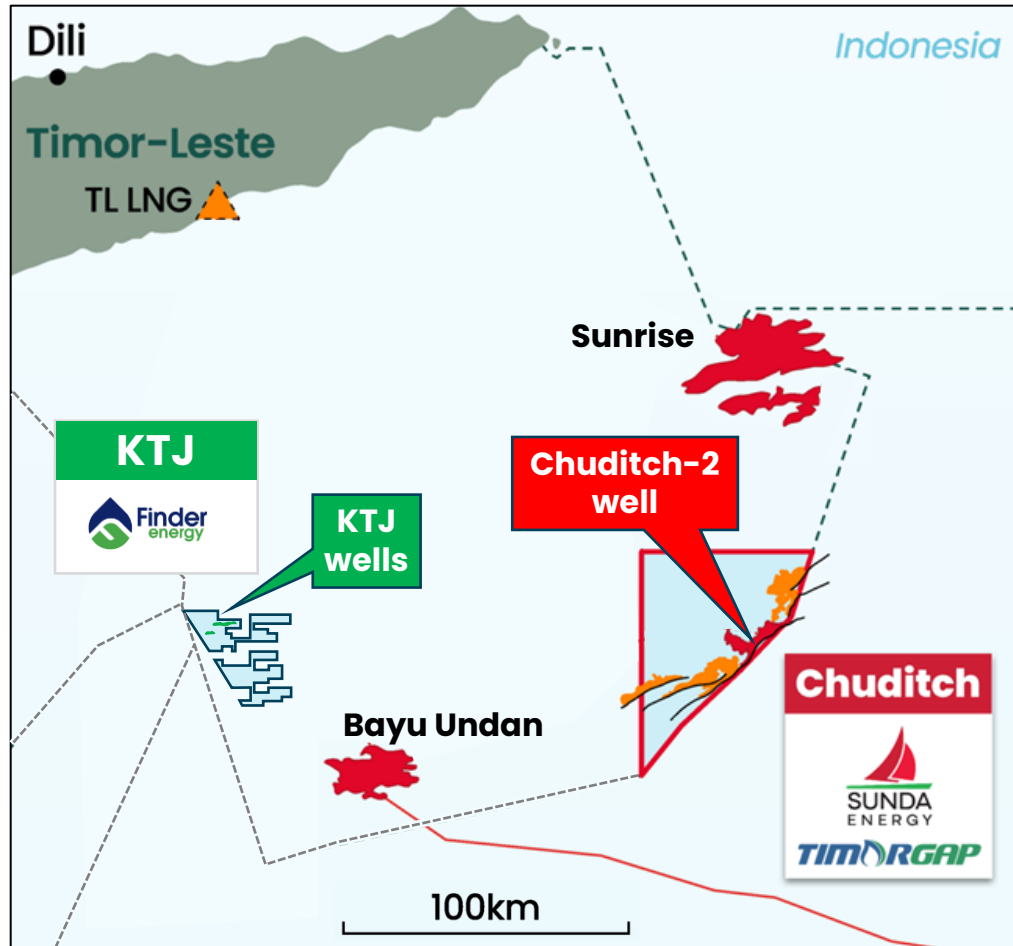 Dili
Indonesia
Timor-Leste
TL LNG
Sunrise
KTJ
Finder
energy
Chuditch-2
well
KTJ
wells
Chuditch
Bayu Undan
SUNDA
ENERGY
TIMORGAP
100km